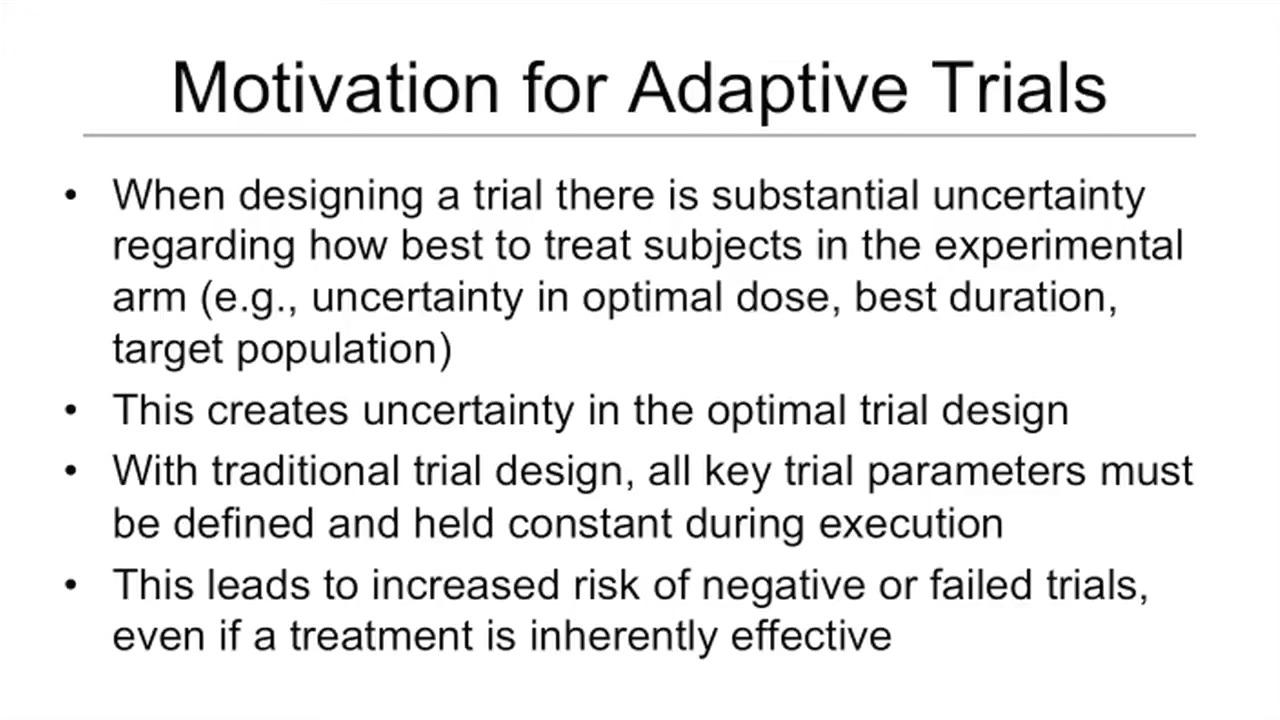 Motivation for Adaptive Trials
• When designing a trial there is substantial uncertainty
regarding how best to treat subjects in the experimental
arm (e.g., uncertainty in optimal dose, best duration,
target population)
• This creates uncertainty in the optimal trial design
• With traditional trial design, all key trial parameters must
be defined and held constant during execution
• This leads to increased risk of negative or failed trials,
even if a treatment is inherently effective